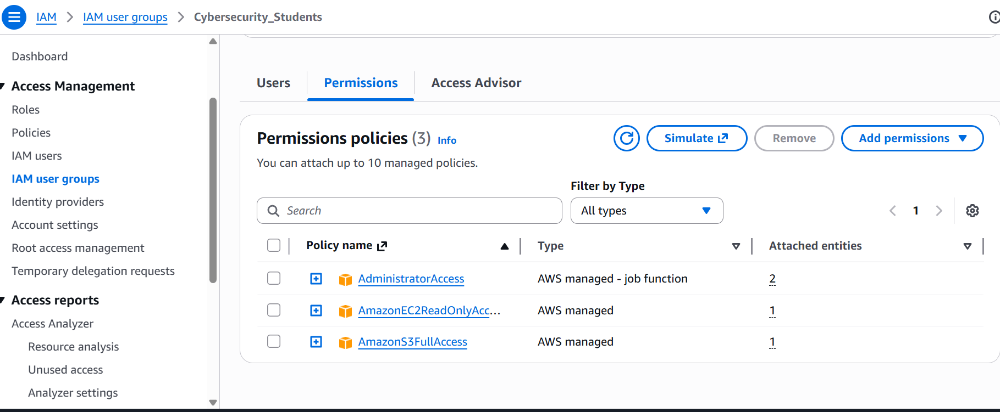 IAM > IAM user groups > Cybersecurity_Students
Dashboard
Access Management
Roles
Policies
IAM users
IAM user groups
Identity providers
Account settings
Root access management
Temporary delegation requests
Access reports
Access Analyzer
Resource analysis
Unused access
Analyzer settings
Users Permissions Access Advisor
Permissions policies (3) Info
Simulate Remove Add permissions
You can attach up to 10 managed policies.
Filter by Type
Search All types 1
Policy name Type Attached entities
AdministratorAccess AWS managed - job function 2
AmazonEC2ReadOnlyAcc... AWS managed 1
AmazonS3FullAccess AWS managed 1